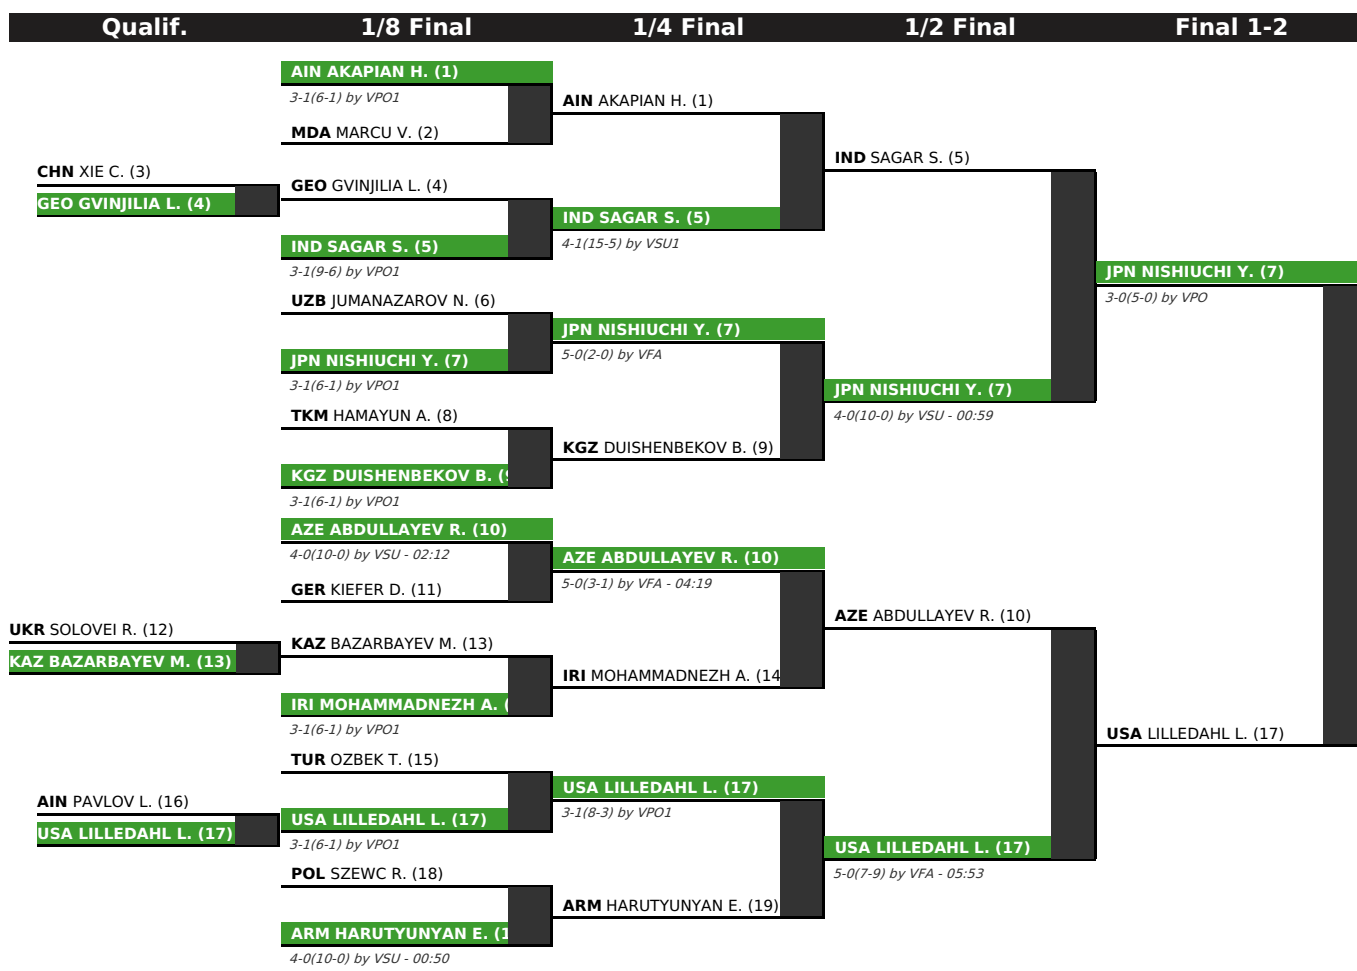 Qualif.
1/8 Final
1/4 Final
1/2 Final
Final 1-2
CHN XIE C. (3)
GEO GVINJILIA L. (4)
UKR SOLOVEI R. (12)
KAZ BAZARBAYEV M. (13)
AIN PAVLOV L. (16)
USA LILLEDAHL L. (17)
AIN AKAPIAN H. (1)
3-1(6-1) by VPO1
MDA MARCU V. (2)
GEO GVINJILIA L. (4)
IND SAGAR S. (5)
3-1(9-6) by VPO1
UZB JUMANAZAROV N. (6)
JPN NISHIUCHI Y. (7)
3-1(6-1) by VPO1
TKM HAMAYUN A. (8)
KGZ DUISHENBEKOV B. (9
3-1(6-1) by VPO1
AZE ABDULLAYEV R. (10)
4-0(10-0) by VSU - 02:12
GER KIEFER D. (11)
KAZ BAZARBAYEV M. (13)
IRI MOHAMMADNEZH A. (
3-1(6-1) by VPO1
TUR OZBEK T. (15)
USA LILLEDAHL L. (17)
3-1(6-1) by VPO1
POL SZEWC R. (18)
ARM HARUTYUNYAN E. (1
4-0(10-0) by VSU - 00:50
AIN AKAPIAN H. (1)
IND SAGAR S. (5)
4-1(15-5) by VSU1
JPN NISHIUCHI Y. (7)
5-0(2-0) by VFA
KGZ DUISHENBEKOV B. (9)
AZE ABDULLAYEV R. (10)
5-0(3-1) by VFA - 04:19
IRI MOHAMMADNEZH A. (14
USA LILLEDAHL L. (17)
3-1(8-3) by VPO1
ARM HARUTYUNYAN E. (19)
IND SAGAR S. (5)
JPN NISHIUCHI Y. (7)
4-0(10-0) by VSU - 00:59
AZE ABDULLAYEV R. (10)
USA LILLEDAHL L. (17)
5-0(7-9) by VFA - 05:53
JPN NISHIUCHI Y. (7)
3-0(5-0) by VPO
USA LILLEDAHL L. (17)